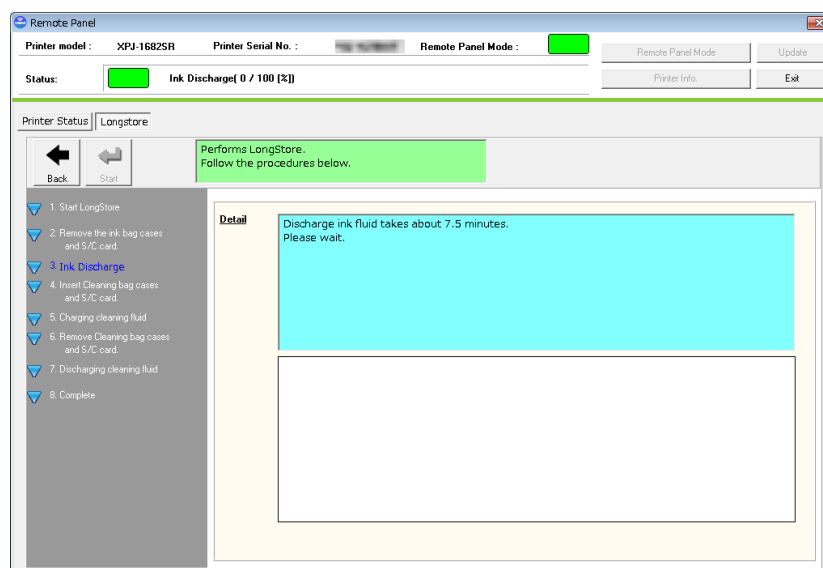 Remote Panel
Printer model : XPJ-1682SR Printer Serial No. : Remote Panel Mode :
Remote Panel Mode Update
Status: Ink Discharge( 0 / 100 [%])
Printer Info. Exit
Printer Status Longstore
Back Start
Performs LongStore.
Follow the procedures below.
1. Start LongStore
2. Remove the ink bag cases
and S/C card.
3. Ink Discharge
4. Insert Cleaning bag cases
and S/C card.
5. Charging cleaning fluid
6. Remove Cleaning bag cases
and S/C card.
7. Discharging cleaning fluid
8. Complete
Detail
Discharge ink fluid takes about 7.5 minutes.
Please wait.